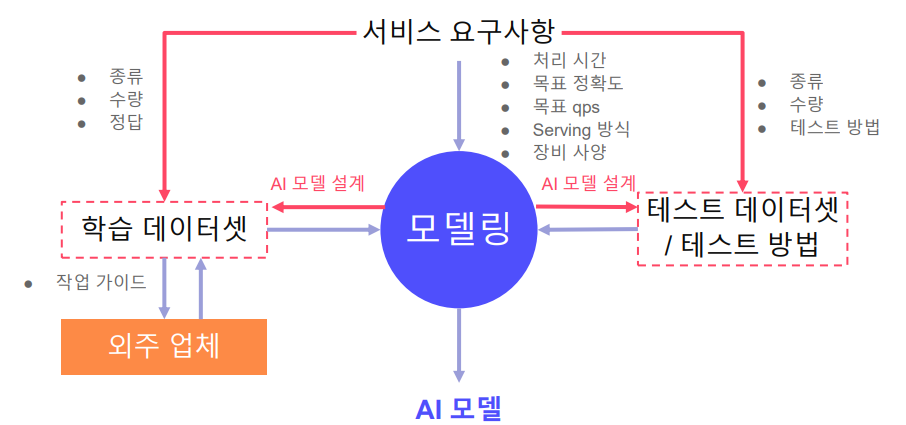 서비스 요구사항
● 종류
● 수량
● 정답
● 처리 시간
● 목표 정확도
● 목표 qps
● Serving 방식
● 장비 사양
● 종류
● 수량
● 테스트 방법
AI 모델 설계
AI 모델 설계
학습 데이터셋
모델링
테스트 데이터셋
/ 테스트 방법
● 작업 가이드
외주 업체
AI 모델